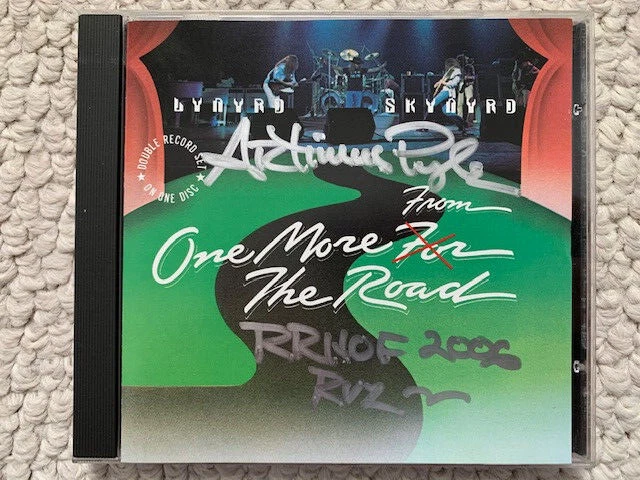 LYNYRD SKYNYRD
★ DOUBLE RECORD SET ★
ON ONE DISC
ARtimus Pyle
From
One More For
The Road
RRHOF 2006